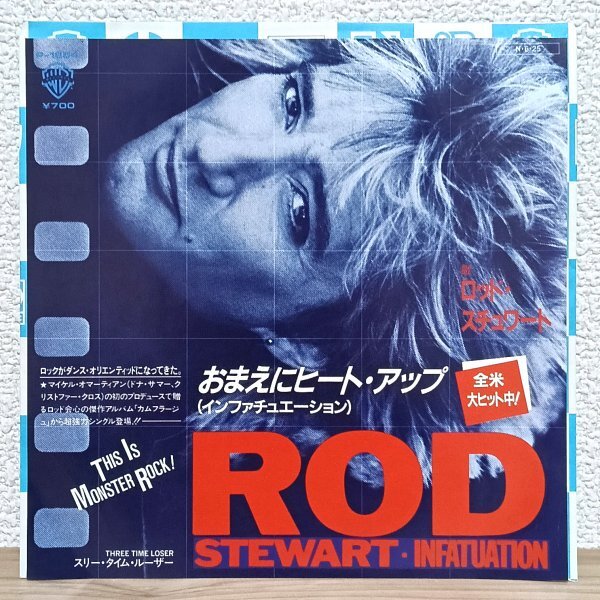 N・6・25
¥700
歌 ロッド・
スチュワート
おまえにヒート・アップ
(インファチュエーション)
全米
大ヒット中!
ロックがダンス・オリエンティッドになってきた。
★マイケル・オマーティアン(ドナ・サマー、ク
リストファー・クロス)の初のプロデュースで贈
るロッド会心の傑作アルバム「カムフラージ
ュ」から超強力シングル登場!!
THIS IS
MONSTER ROCK!
ROD
STEWART・INFATUATION
THREE TIME LOSER
スリー・タイム・ルーザー